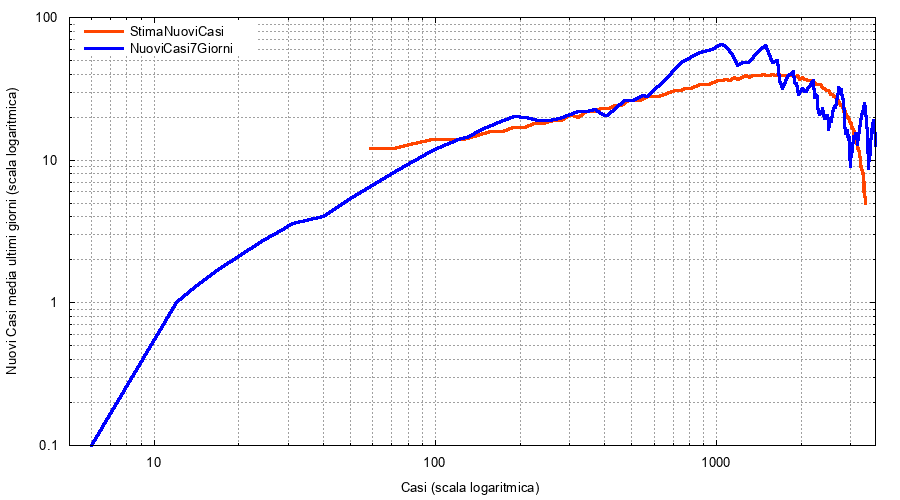 100
StimaNuoviCasi
NuoviCasi7Giorni
10
1
0.1
Nuovi Casi media ultimi giorni (scala logaritmica)
10 100 1000
Casi (scala logaritmica)